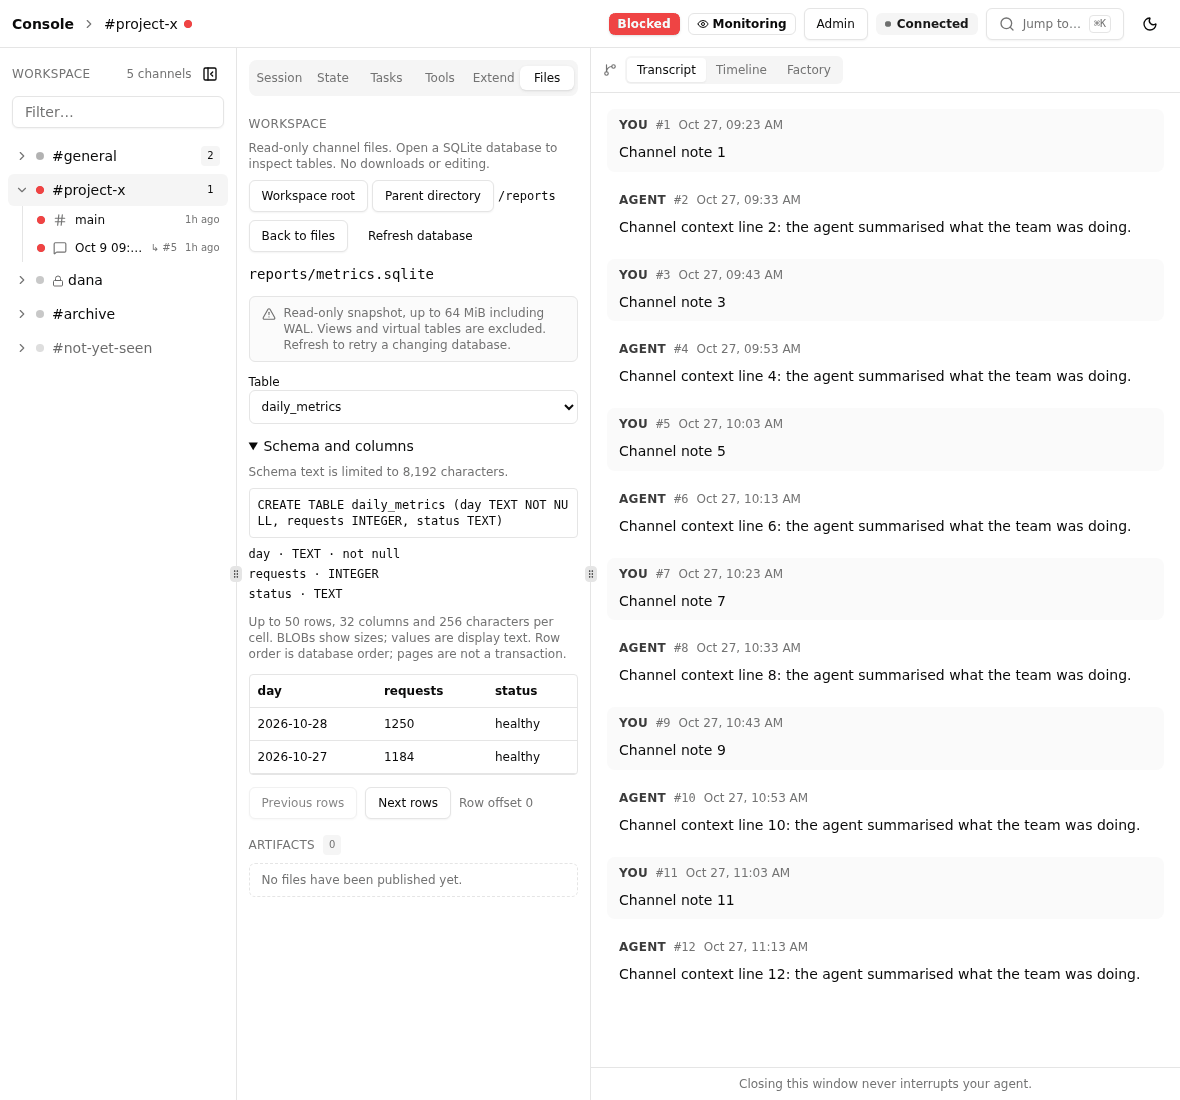 Console
#project-x
Blocked
Monitoring
Admin
Connected
Jump to…
⌘K
WORKSPACE
5 channels
Filter…
#general
2
#project-x
1
main
1h ago
Oct 9 09:…
↳ #5
1h ago
dana
#archive
#not-yet-seen
Session
State
Tasks
Tools
Extend
Files
WORKSPACE
Read-only channel files. Open a SQLite database to
inspect tables. No downloads or editing.
Workspace root
Parent directory
/reports
Back to files
Refresh database
reports/metrics.sqlite
Read-only snapshot, up to 64 MiB including
WAL. Views and virtual tables are excluded.
Refresh to retry a changing database.
Table
daily_metrics
Schema and columns
Schema text is limited to 8,192 characters.
CREATE TABLE daily_metrics (day TEXT NOT NU
LL, requests INTEGER, status TEXT)
day · TEXT · not null
requests · INTEGER
status · TEXT
Up to 50 rows, 32 columns and 256 characters per
cell. BLOBs show sizes; values are display text. Row
order is database order; pages are not a transaction.
day requests status
2026-10-28 1250 healthy
2026-10-27 1184 healthy
Previous rows
Next rows
Row offset 0
ARTIFACTS 0
No files have been published yet.
Transcript
Timeline
Factory
YOU #1 Oct 27, 09:23 AM
Channel note 1
AGENT #2 Oct 27, 09:33 AM
Channel context line 2: the agent summarised what the team was doing.
YOU #3 Oct 27, 09:43 AM
Channel note 3
AGENT #4 Oct 27, 09:53 AM
Channel context line 4: the agent summarised what the team was doing.
YOU #5 Oct 27, 10:03 AM
Channel note 5
AGENT #6 Oct 27, 10:13 AM
Channel context line 6: the agent summarised what the team was doing.
YOU #7 Oct 27, 10:23 AM
Channel note 7
AGENT #8 Oct 27, 10:33 AM
Channel context line 8: the agent summarised what the team was doing.
YOU #9 Oct 27, 10:43 AM
Channel note 9
AGENT #10 Oct 27, 10:53 AM
Channel context line 10: the agent summarised what the team was doing.
YOU #11 Oct 27, 11:03 AM
Channel note 11
AGENT #12 Oct 27, 11:13 AM
Channel context line 12: the agent summarised what the team was doing.
Closing this window never interrupts your agent.